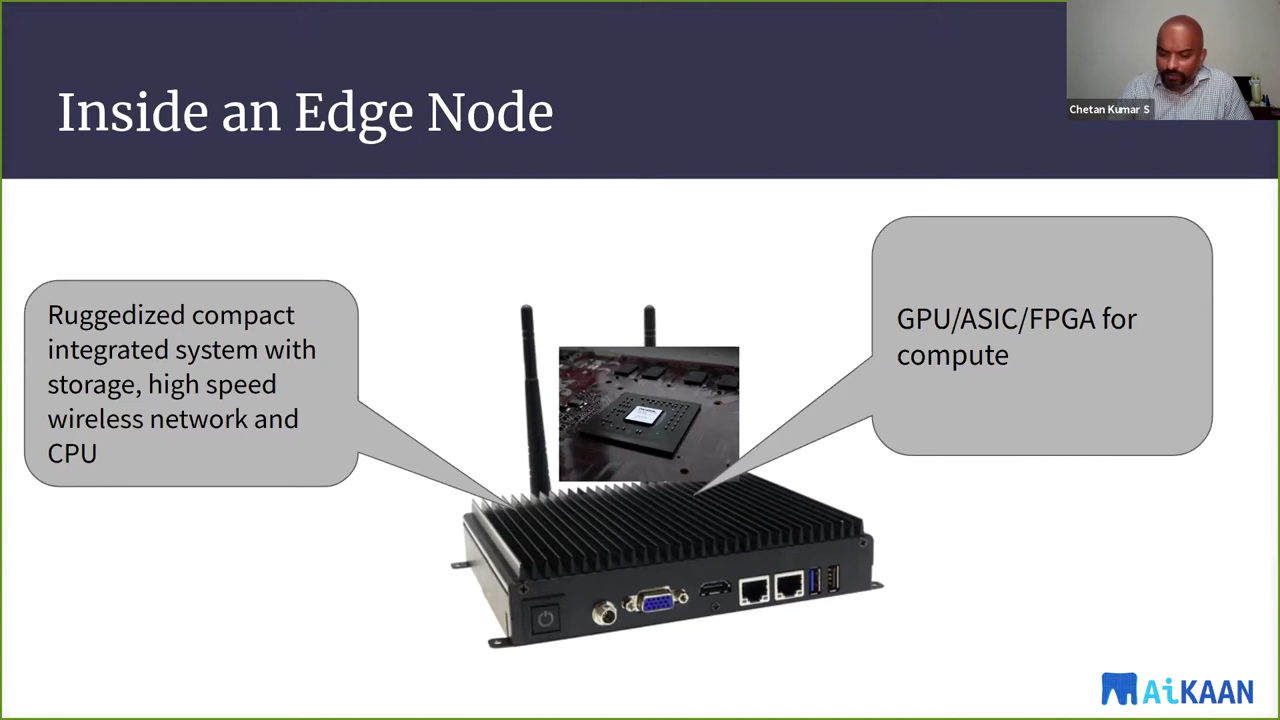 Inside an Edge Node
Chetan Kumar S
Ruggedized compact
integrated system with
storage, high speed
wireless network and
CPU
GPU/ASIC/FPGA for
compute
AiKAAN